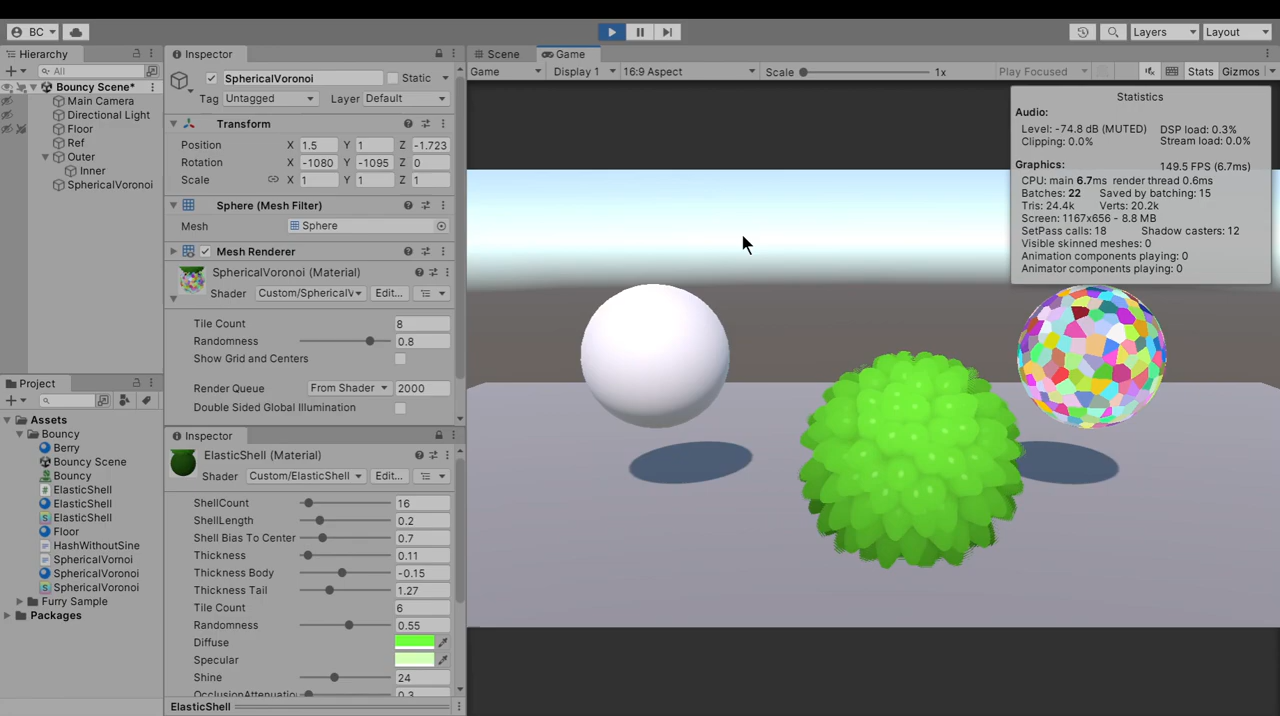 BC
Layers
Layout
Hierarchy
All
Bouncy Scene*
Main Camera
Directional Light
Floor
Ref
Outer
Inner
SphericalVoronoi
Project
Assets
Bouncy
Berry
Bouncy Scene
Bouncy
ElasticShell
ElasticShell
ElasticShell
Floor
HashWithoutSine
SphericalVornoi
SphericalVoronoi
SphericalVoronoi
Furry Sample
Packages
Inspector
SphericalVoronoi Static
Tag Untagged Layer Default
Transform
Position X 1.5 Y 1 Z -1.723
Rotation X -1080 Y -1095 Z 0
Scale X 1 Y 1 Z 1
Sphere (Mesh Filter)
Mesh Sphere
Mesh Renderer
SphericalVoronoi (Material)
Shader Custom/SphericalV Edit...
Tile Count 8
Randomness 0.8
Show Grid and Centers
Render Queue From Shader 2000
Double Sided Global Illumination
Inspector
ElasticShell (Material)
Shader Custom/ElasticShell Edit...
ShellCount 16
ShellLength 0.2
Shell Bias To Center 0.7
Thickness 0.11
Thickness Body -0.15
Thickness Tail 1.27
Tile Count 6
Randomness 0.55
Diffuse
Specular
Shine 24
OcclusionAttenuatio 0.3
ElasticShell
Scene Game
Game Display 1 16:9 Aspect Scale 1x Play Focused Stats Gizmos
Statistics
Audio:
Level: -74.8 dB (MUTED) DSP load: 0.3%
Clipping: 0.0% Stream load: 0.0%
Graphics: 149.5 FPS (6.7ms)
CPU: main 6.7ms render thread 0.6ms
Batches: 22 Saved by batching: 15
Tris: 24.4k Verts: 20.2k
Screen: 1167x656 - 8.8 MB
SetPass calls: 18 Shadow casters: 12
Visible skinned meshes: 0
Animation components playing: 0
Animator components playing: 0